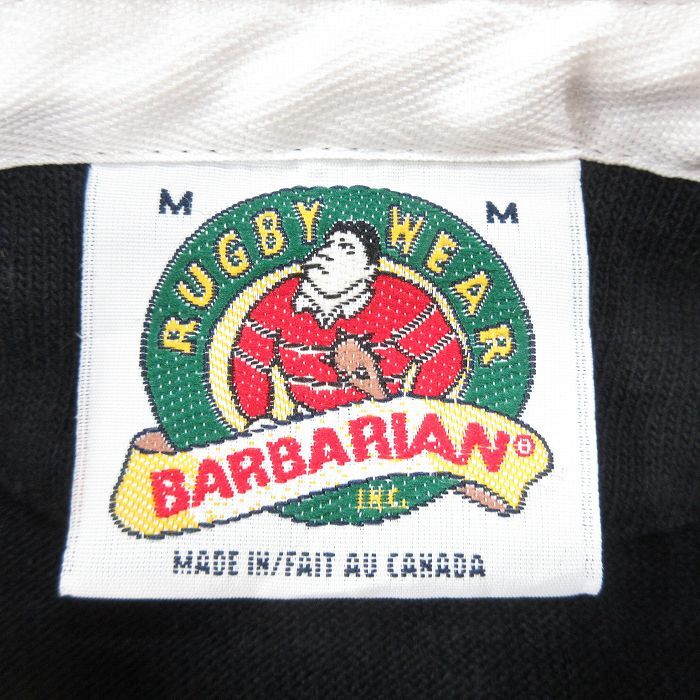 M M
RUGBY WEAR
BARBARIAN®
INC.
MADE IN/FAIT AU CANADA